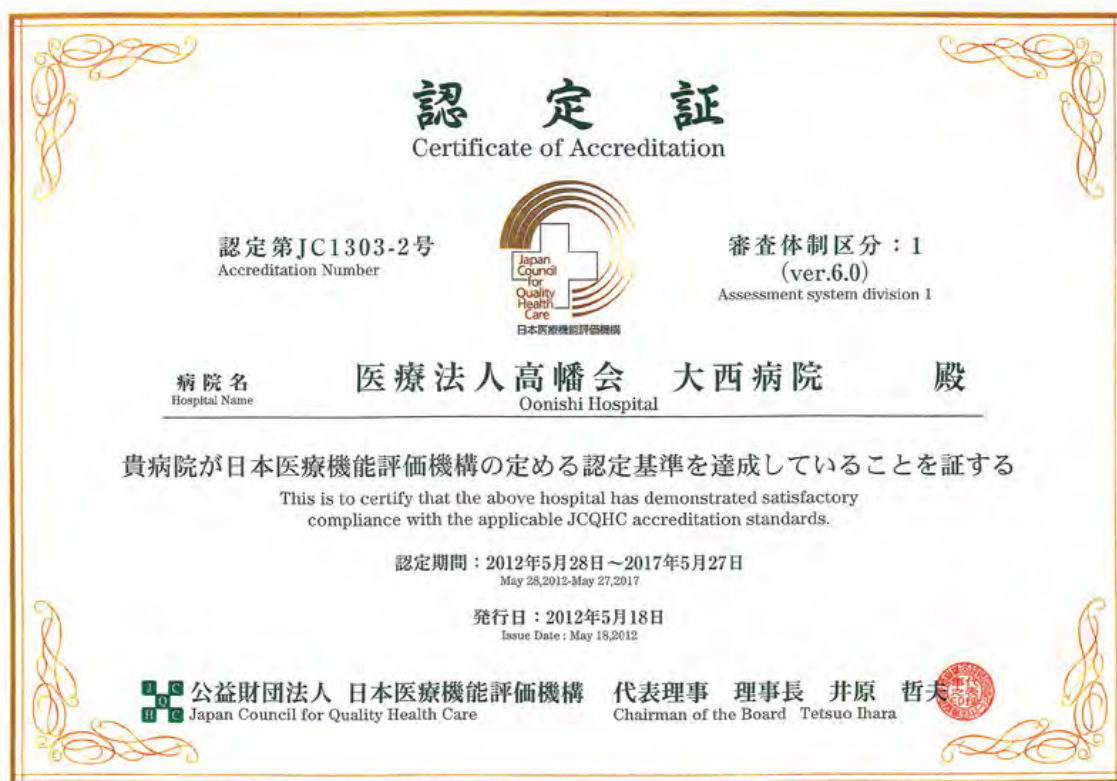 認定証
Certificate of Accreditation
認定第JC1303-2号
Accreditation Number
Japan
Council
for
Quality
Health
Care
日本医療機能評価機構
審査体制区分：1
(ver.6.0)
Assessment system division 1
病院名
Hospital Name
医療法人高幡会　大西病院　殿
Oonishi Hospital
貴病院が日本医療機能評価機構の定める認定基準を達成していることを証する
This is to certify that the above hospital has demonstrated satisfactory
compliance with the applicable JCQHC accreditation standards.
認定期間：2012年5月28日～2017年5月27日
May 28,2012-May 27,2017
発行日：2012年5月18日
Issue Date : May 18,2012
J C
Q
H C
公益財団法人 日本医療機能評価機構
Japan Council for Quality Health Care
代表理事　理事長　井原　哲夫
Chairman of the Board Tetsuo Ihara